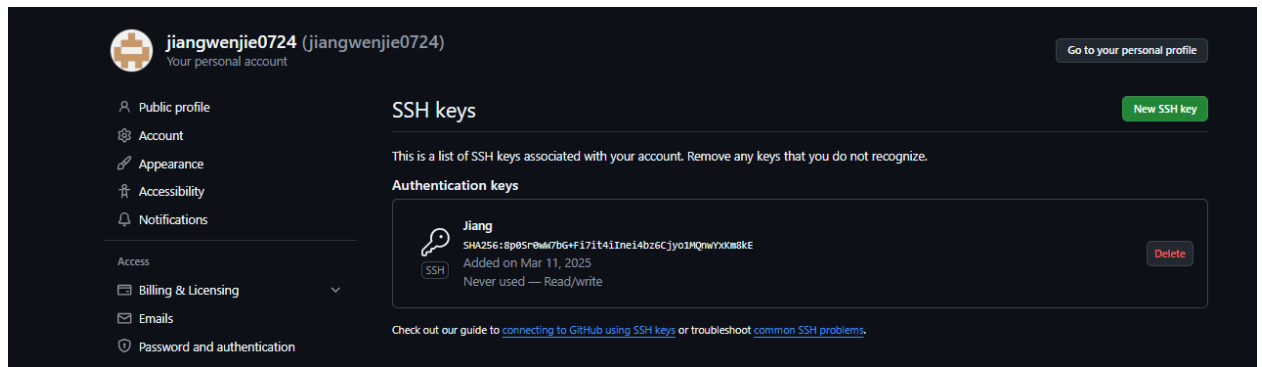 jiangwenjie0724 (jiangwenjie0724)
Your personal account
Go to your personal profile
Public profile
Account
Appearance
Accessibility
Notifications
Access
Billing & Licensing
Emails
Password and authentication
SSH keys
New SSH key
This is a list of SSH keys associated with your account. Remove any keys that you do not recognize.
Authentication keys
Jiang
SHA256:8p0Sr0wW7bG+Fi7it4iInei4bz6Cjyo1MQnwYxKm8kE
SSH
Added on Mar 11, 2025
Never used — Read/write
Delete
Check out our guide to connecting to GitHub using SSH keys or troubleshoot common SSH problems.